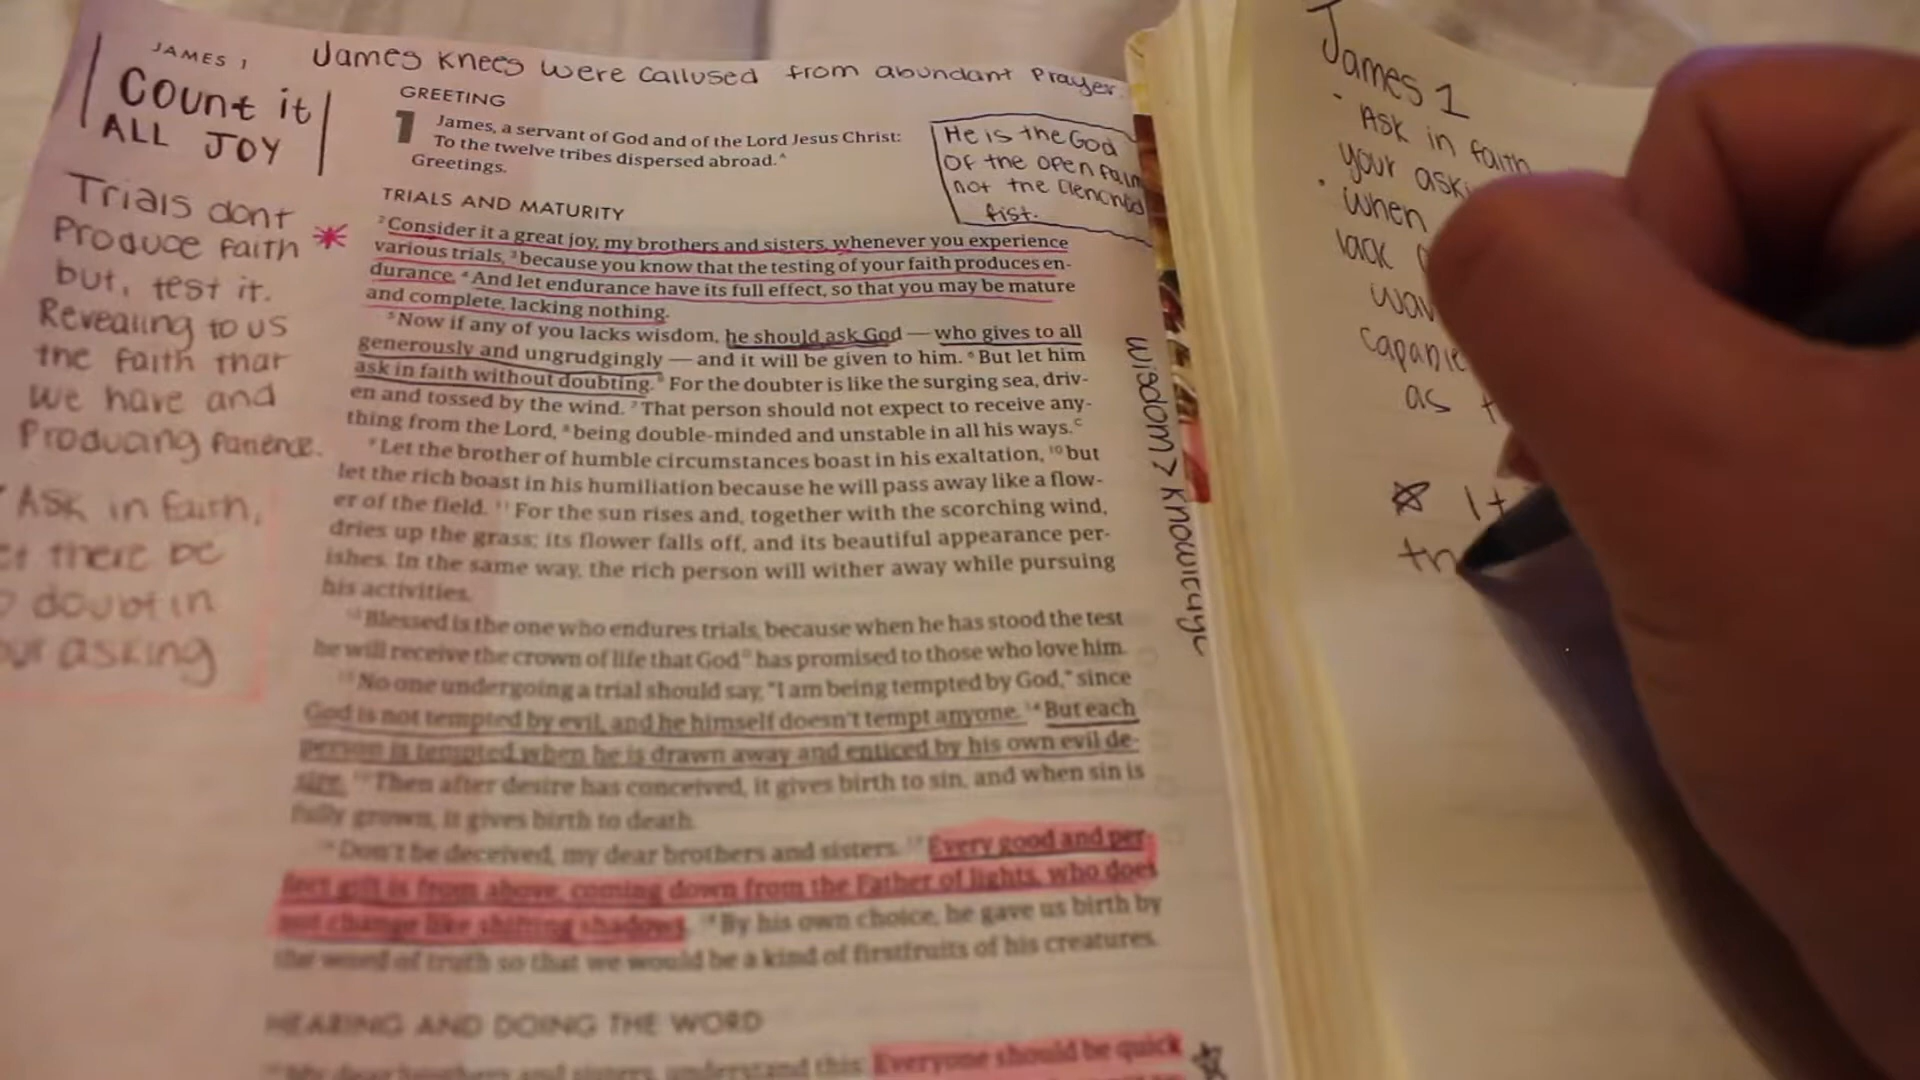 JAMES 1
James Knees were callused from abundant Prayer.
Count it
ALL JOY
Trials dont
Produce faith
but, test it.
Revealing to us
the faith that
we have and
Producing Patience.
Ask in faith,
there be
doubt in
asking
GREETING
1 James, a servant of God and of the Lord Jesus Christ:
To the twelve tribes dispersed abroad.ᴬ
Greetings.
He is the God
of the open palm
not the clenched
fist.
TRIALS AND MATURITY
²Consider it a great joy, my brothers and sisters, whenever you experience
various trials, ³because you know that the testing of your faith produces en-
durance. ⁴And let endurance have its full effect, so that you may be mature
and complete, lacking nothing.
⁵Now if any of you lacks wisdom, he should ask God — who gives to all
generously and ungrudgingly — and it will be given to him. ⁶But let him
ask in faith without doubting.ᴮ For the doubter is like the surging sea, driv-
en and tossed by the wind. ⁷That person should not expect to receive any-
thing from the Lord, ⁸being double-minded and unstable in all his ways.ᶜ
⁹Let the brother of humble circumstances boast in his exaltation, ¹⁰but
let the rich boast in his humiliation because he will pass away like a flow-
er of the field. ¹¹For the sun rises and, together with the scorching wind,
dries up the grass; its flower falls off, and its beautiful appearance per-
ishes. In the same way, the rich person will wither away while pursuing
his activities.
¹²Blessed is the one who endures trials, because when he has stood the test
he will receive the crown of life that Godᴰ has promised to those who love him.
¹³No one undergoing a trial should say, "I am being tempted by God," since
God is not tempted by evil, and he himself doesn't tempt anyone. ¹⁴But each
person is tempted when he is drawn away and enticed by his own evil de-
sire. ¹⁵Then after desire has conceived, it gives birth to sin, and when sin is
fully grown, it gives birth to death.
¹⁶Don't be deceived, my dear brothers and sisters. ¹⁷Every good and per-
fect gift is from above, coming down from the Father of lights, who does
not change like shifting shadows. ¹⁸By his own choice, he gave us birth by
the word of truth so that we would be a kind of firstfruits of his creatures.
HEARING AND DOING THE WORD
¹⁹My dear brothers and sisters, understand this: Everyone should be quick
wisdom > knowledge
James 1
· Ask in faith
your
· when
lack
as
It